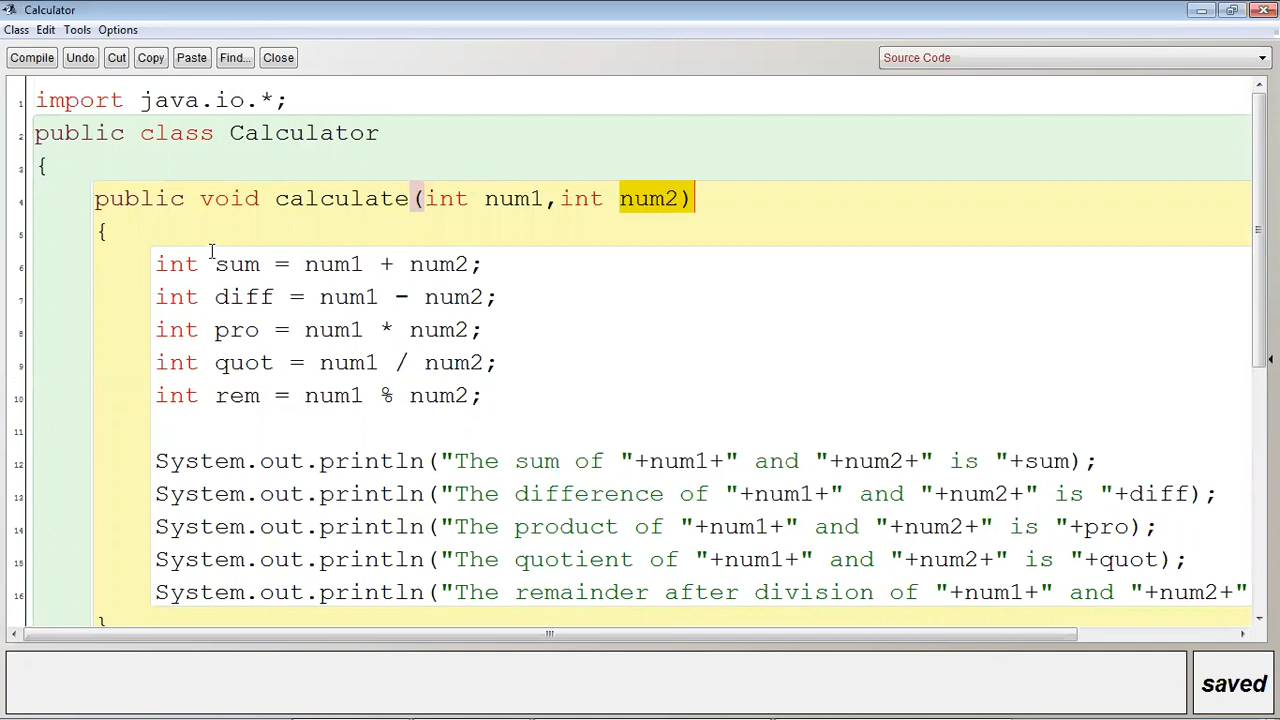 Calculator
Class Edit Tools Options
Compile Undo Cut Copy Paste Find... Close Source Code
1 import java.io.*;
2 public class Calculator
3 {
4 public void calculate(int num1,int num2)
5 {
6 int sum = num1 + num2;
7 int diff = num1 - num2;
8 int pro = num1 * num2;
9 int quot = num1 / num2;
10 int rem = num1 % num2;
11
12 System.out.println("The sum of "+num1+" and "+num2+" is "+sum);
13 System.out.println("The difference of "+num1+" and "+num2+" is "+diff);
14 System.out.println("The product of "+num1+" and "+num2+" is "+pro);
15 System.out.println("The quotient of "+num1+" and "+num2+" is "+quot);
16 System.out.println("The remainder after division of "+num1+" and "+num2+"
}
saved